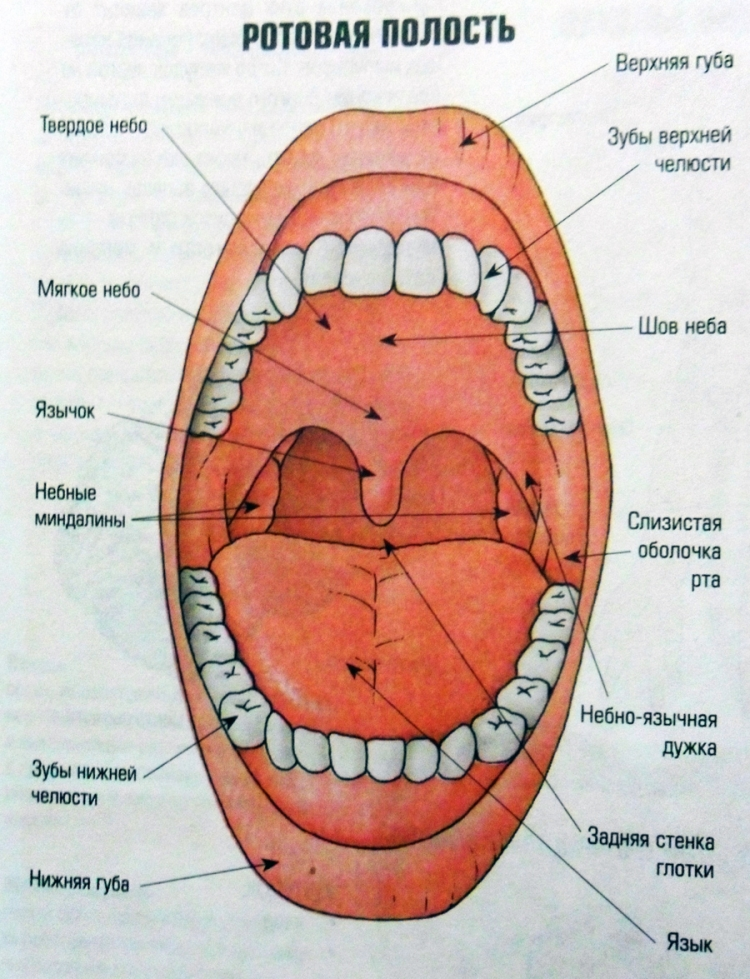 РОТОВАЯ ПОЛОСТЬ
Верхняя губа
Твердое небо
Зубы верхней
челюсти
Мягкое небо
Шов неба
Язычок
Небные
миндалины
Слизистая
оболочка
рта
Небно-язычная
дужка
Зубы нижней
челюсти
Задняя стенка
глотки
Нижняя губа
Язык